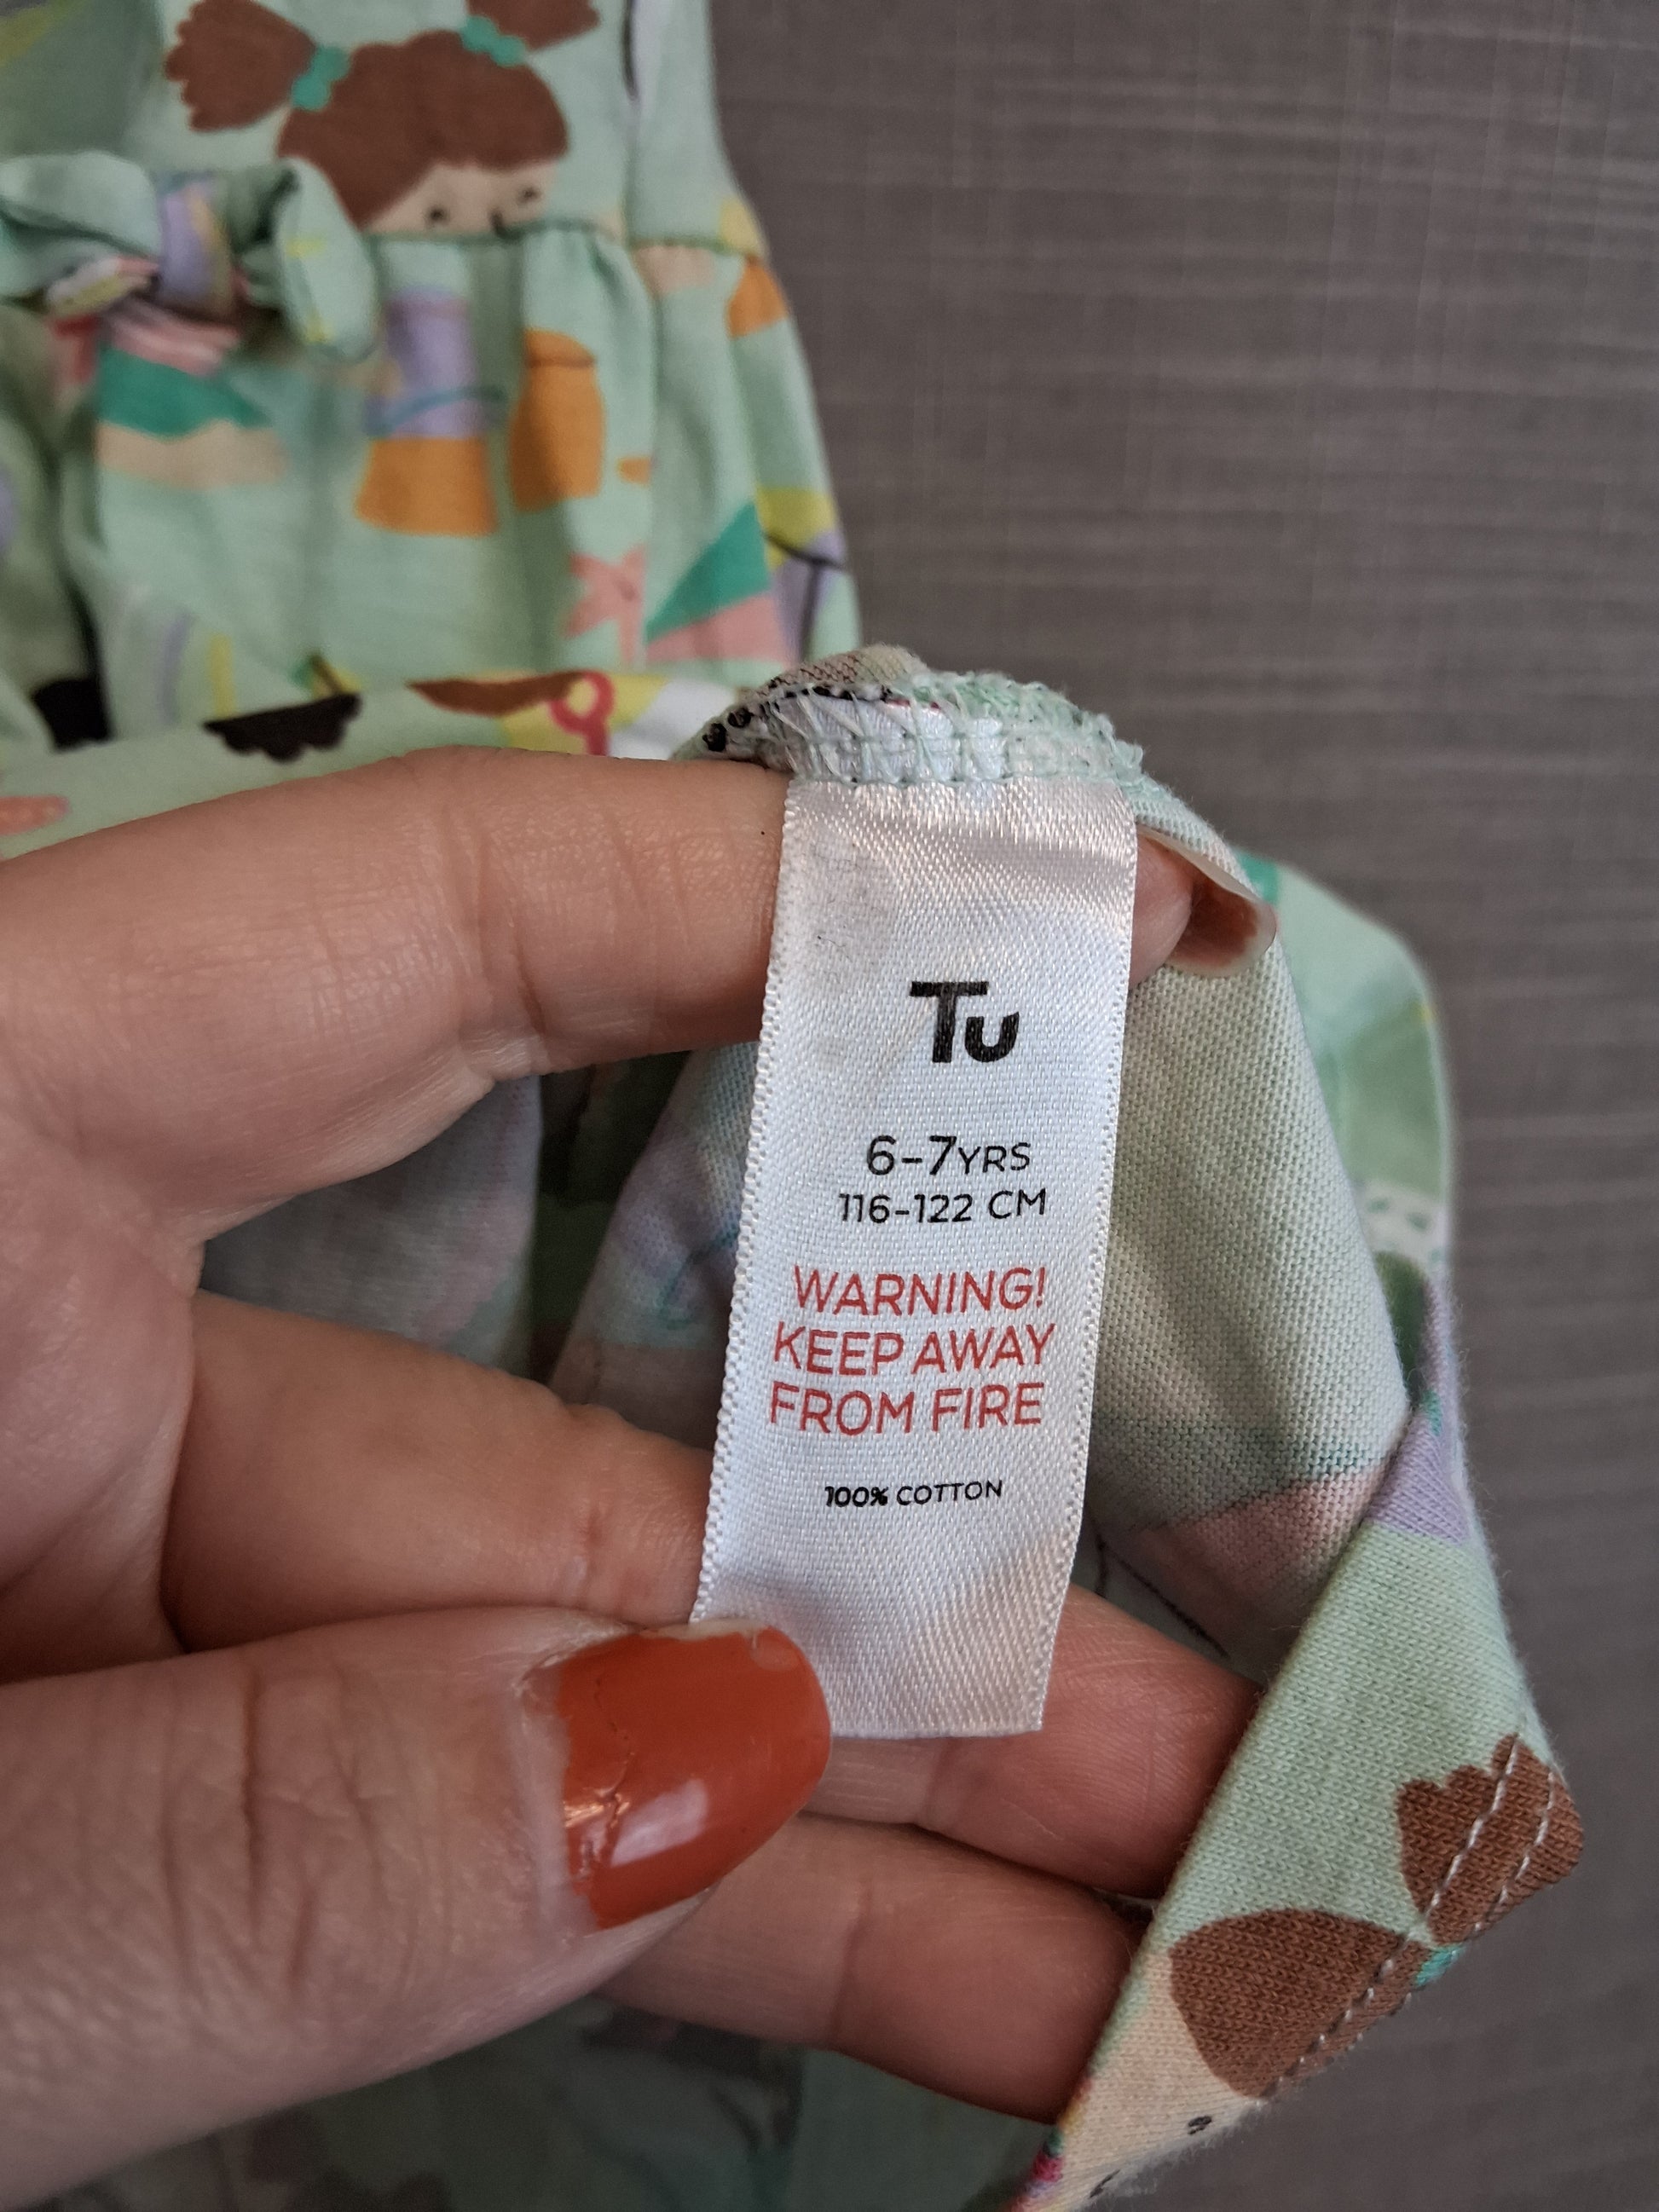 Tu
6-7YRS
116-122 CM
WARNING!
KEEP AWAY
FROM FIRE
100% COTTON